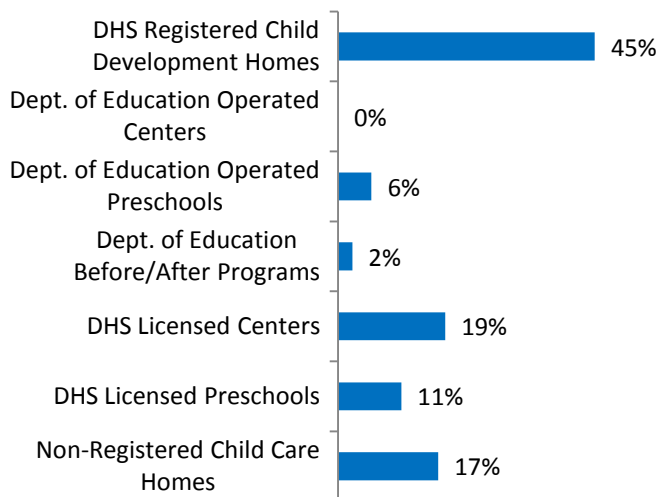 DHS Registered Child
Development Homes
45%
Dept. of Education Operated
Centers
0%
Dept. of Education Operated
Preschools
6%
Dept. of Education
Before/After Programs
2%
DHS Licensed Centers
19%
DHS Licensed Preschools
11%
Non-Registered Child Care
Homes
17%